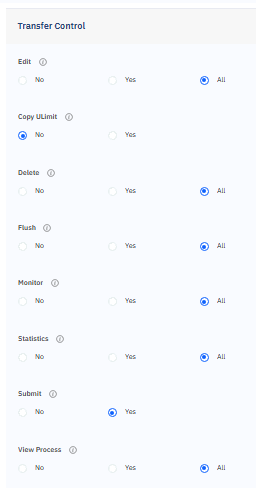 Transfer Control
Edit
No Yes All
Copy ULimit
No Yes
Delete
No Yes All
Flush
No Yes All
Monitor
No Yes All
Statistics
No Yes All
Submit
No Yes
View Process
No Yes All